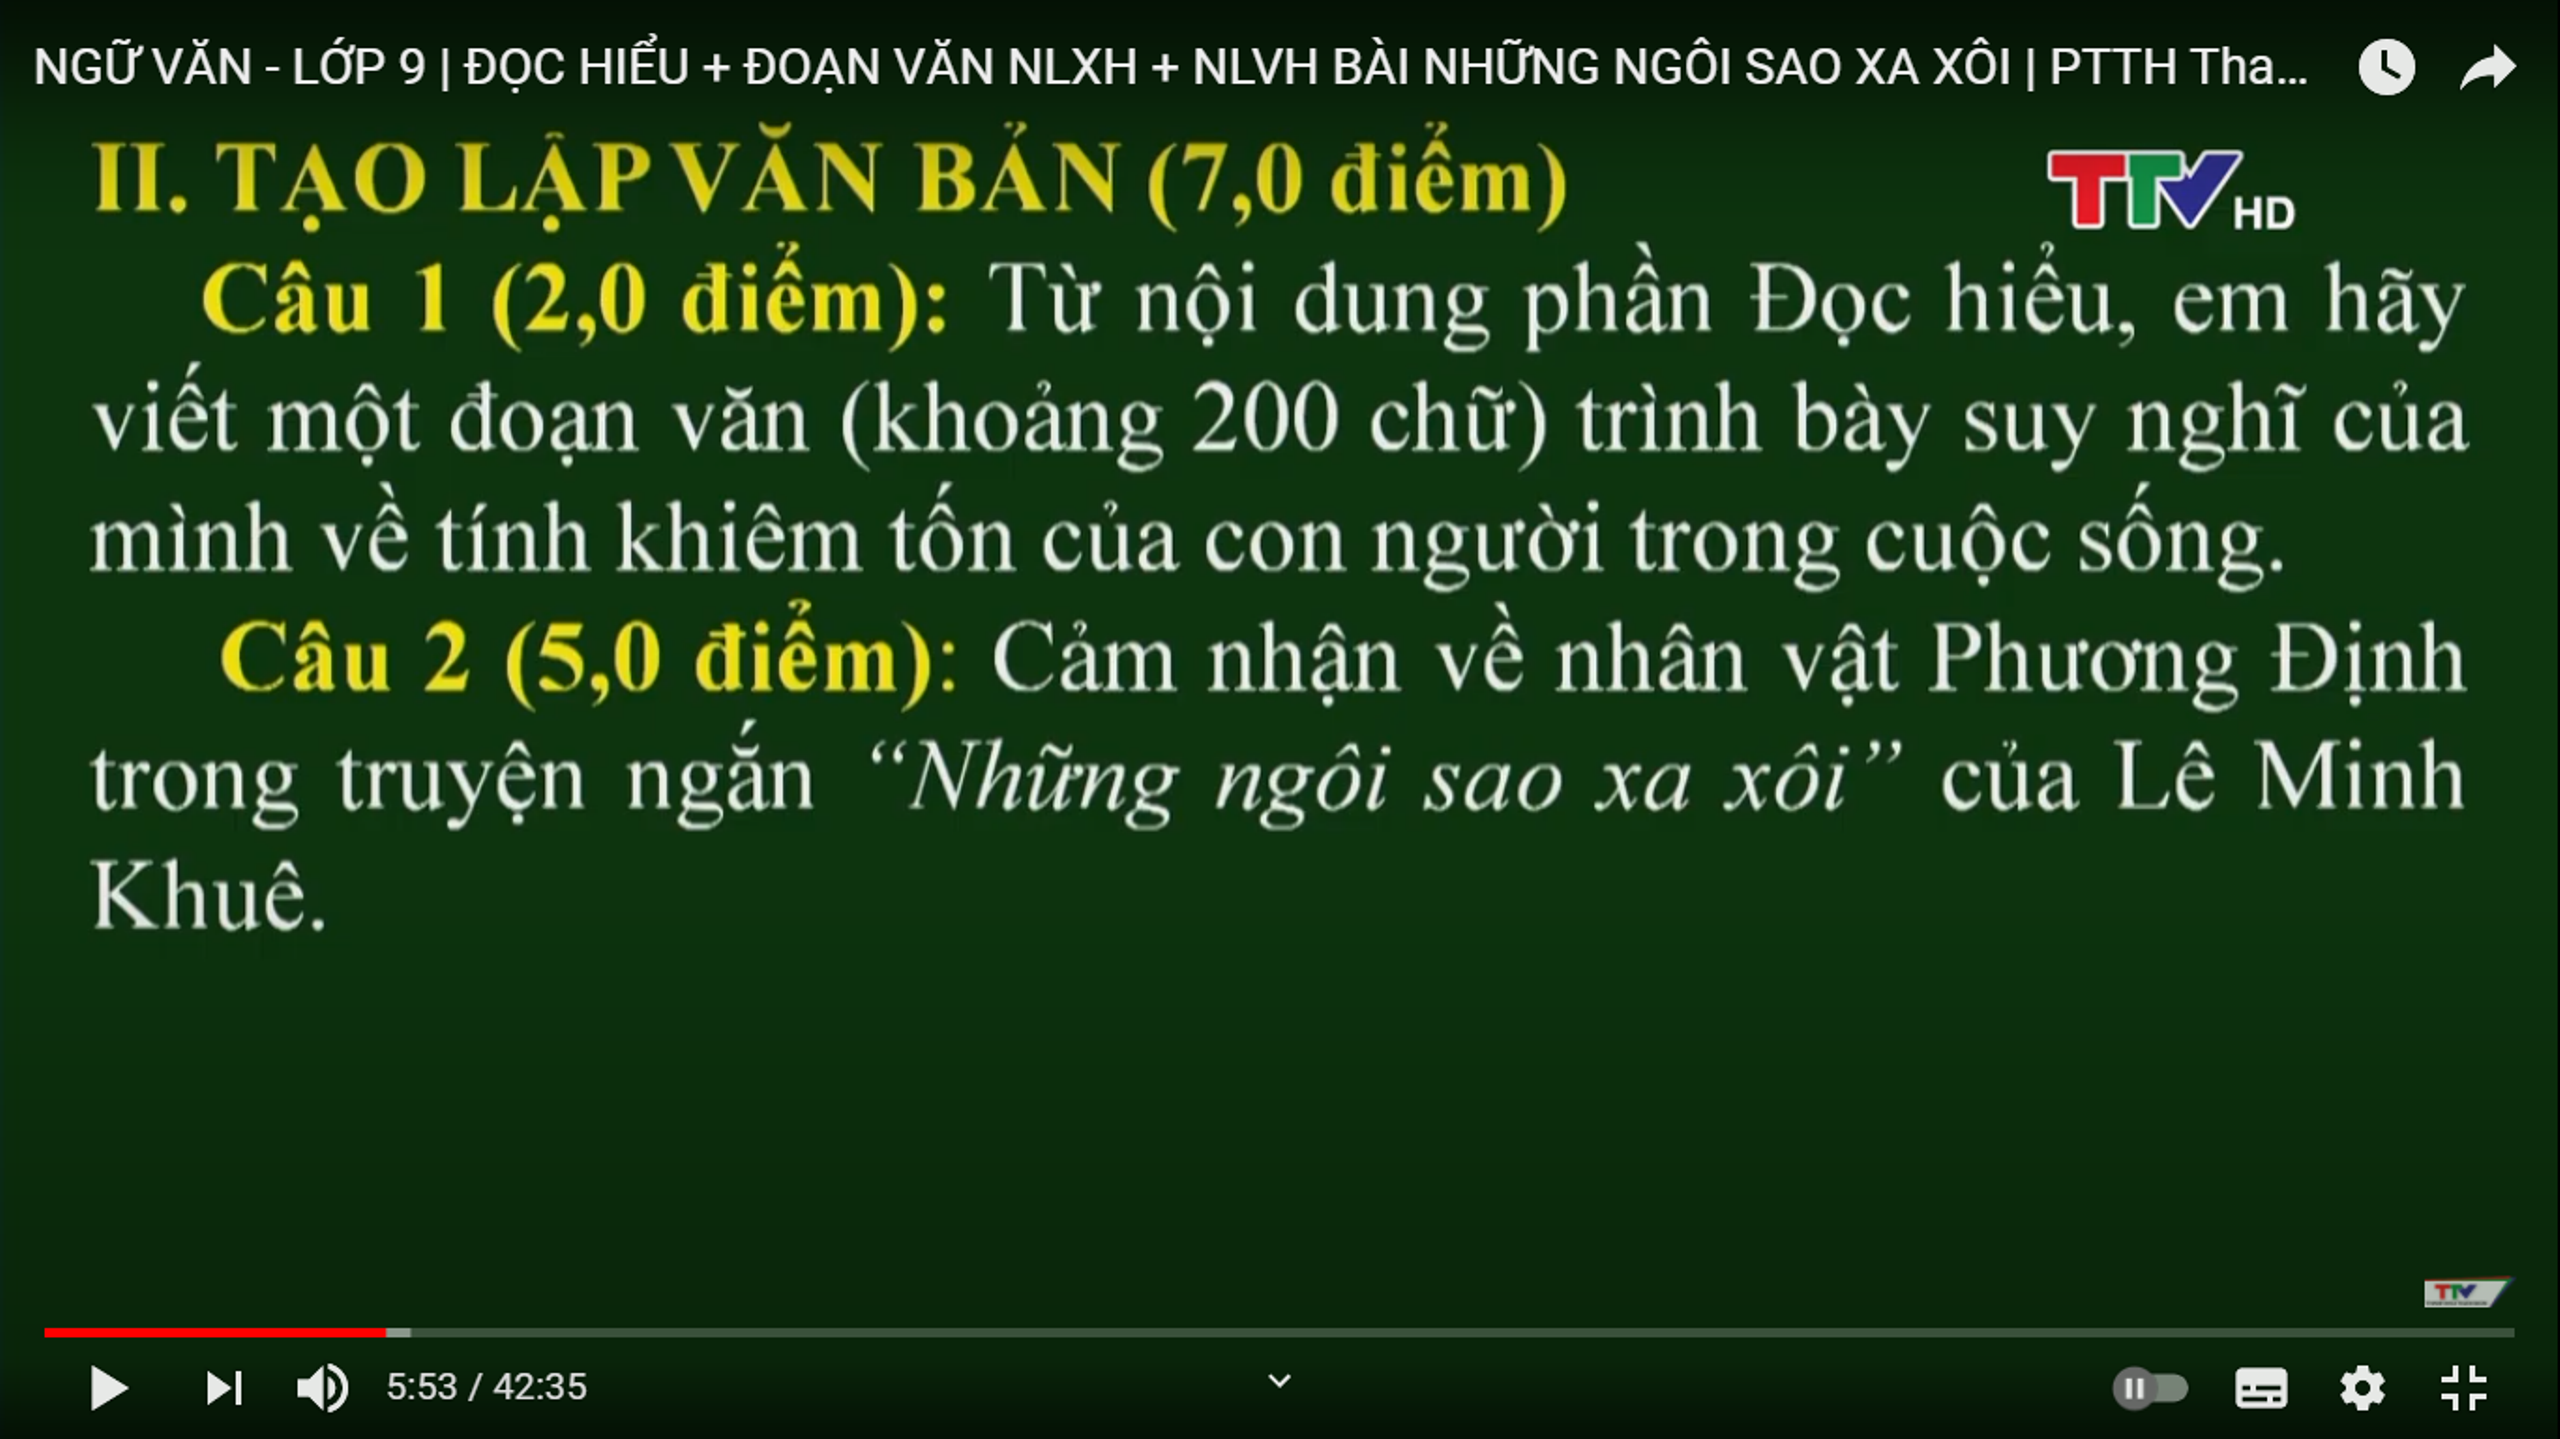 NGỮ VĂN - LỚP 9 | ĐỌC HIỂU + ĐOẠN VĂN NLXH + NLVH BÀI NHỮNG NGÔI SAO XA XÔI | PTTH Tha...
II. TẠO LẬP VĂN BẢN (7,0 điểm)
TTV HD
Câu 1 (2,0 điểm): Từ nội dung phần Đọc hiểu, em hãy
viết một đoạn văn (khoảng 200 chữ) trình bày suy nghĩ của
mình về tính khiêm tốn của con người trong cuộc sống.
Câu 2 (5,0 điểm): Cảm nhận về nhân vật Phương Định
trong truyện ngắn “Những ngôi sao xa xôi” của Lê Minh
Khuê.
TTV
5:53 / 42:35